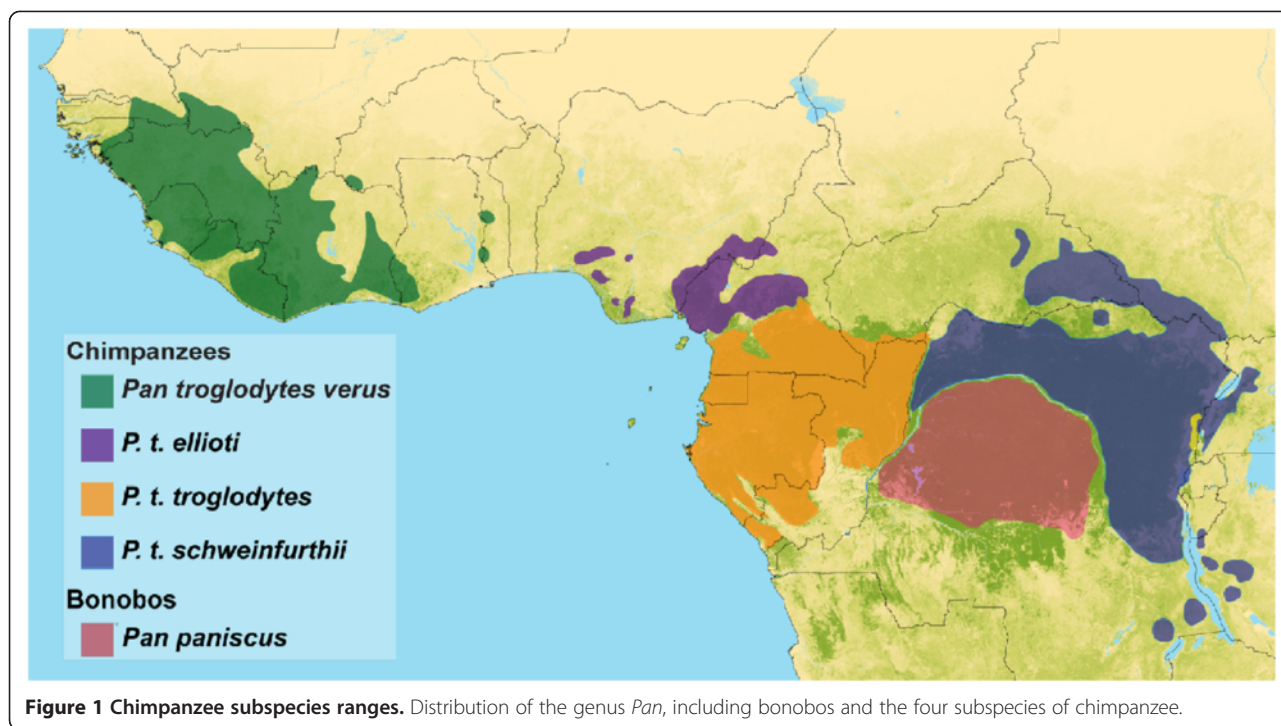 Chimpanzees
Pan troglodytes verus
P. t. ellioti
P. t. troglodytes
P. t. schweinfurthii
Bonobos
Pan paniscus
Figure 1 Chimpanzee subspecies ranges. Distribution of the genus Pan, including bonobos and the four subspecies of chimpanzee.